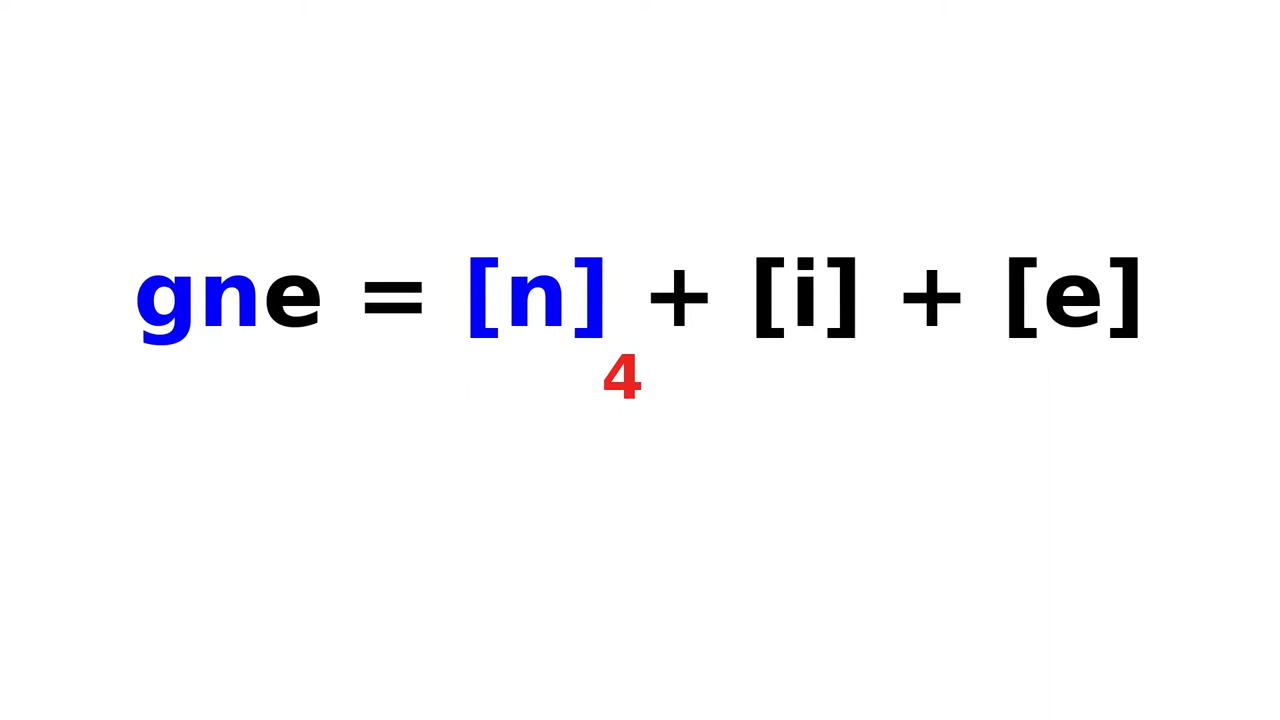 gne = [n] + [i] + [e]
4